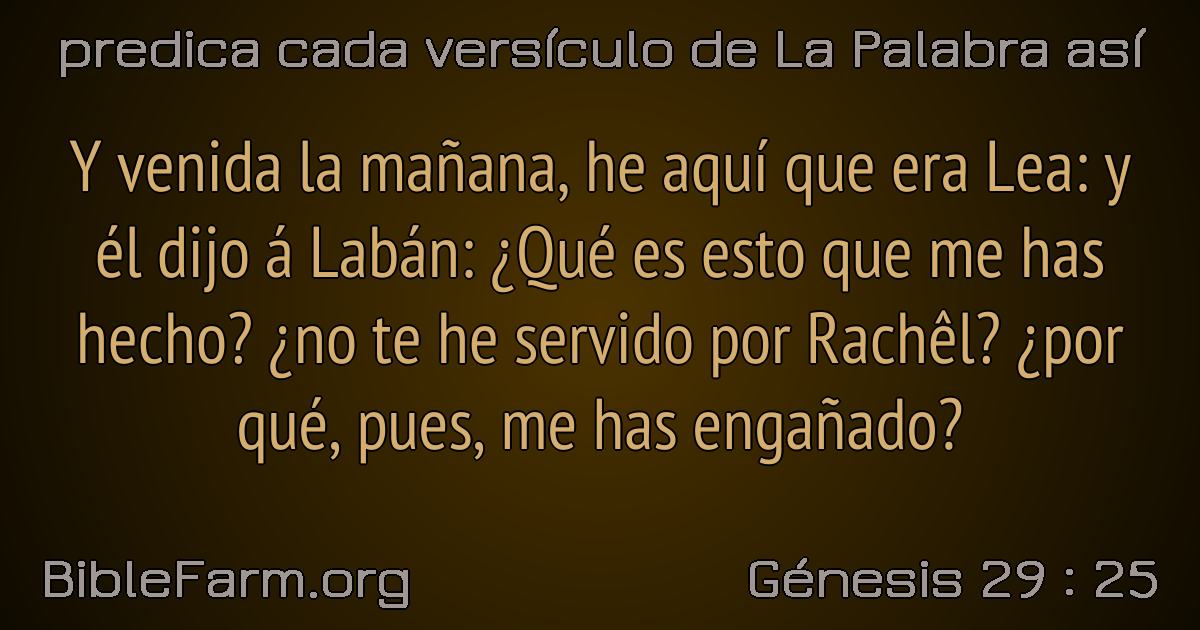 predica cada versículo de La Palabra así
Y venida la mañana, he aquí que era Lea: y
él dijo á Labán: ¿Qué es esto que me has
hecho? ¿no te he servido por Rachêl? ¿por
qué, pues, me has engañado?
BibleFarm.org
Génesis 29 : 25